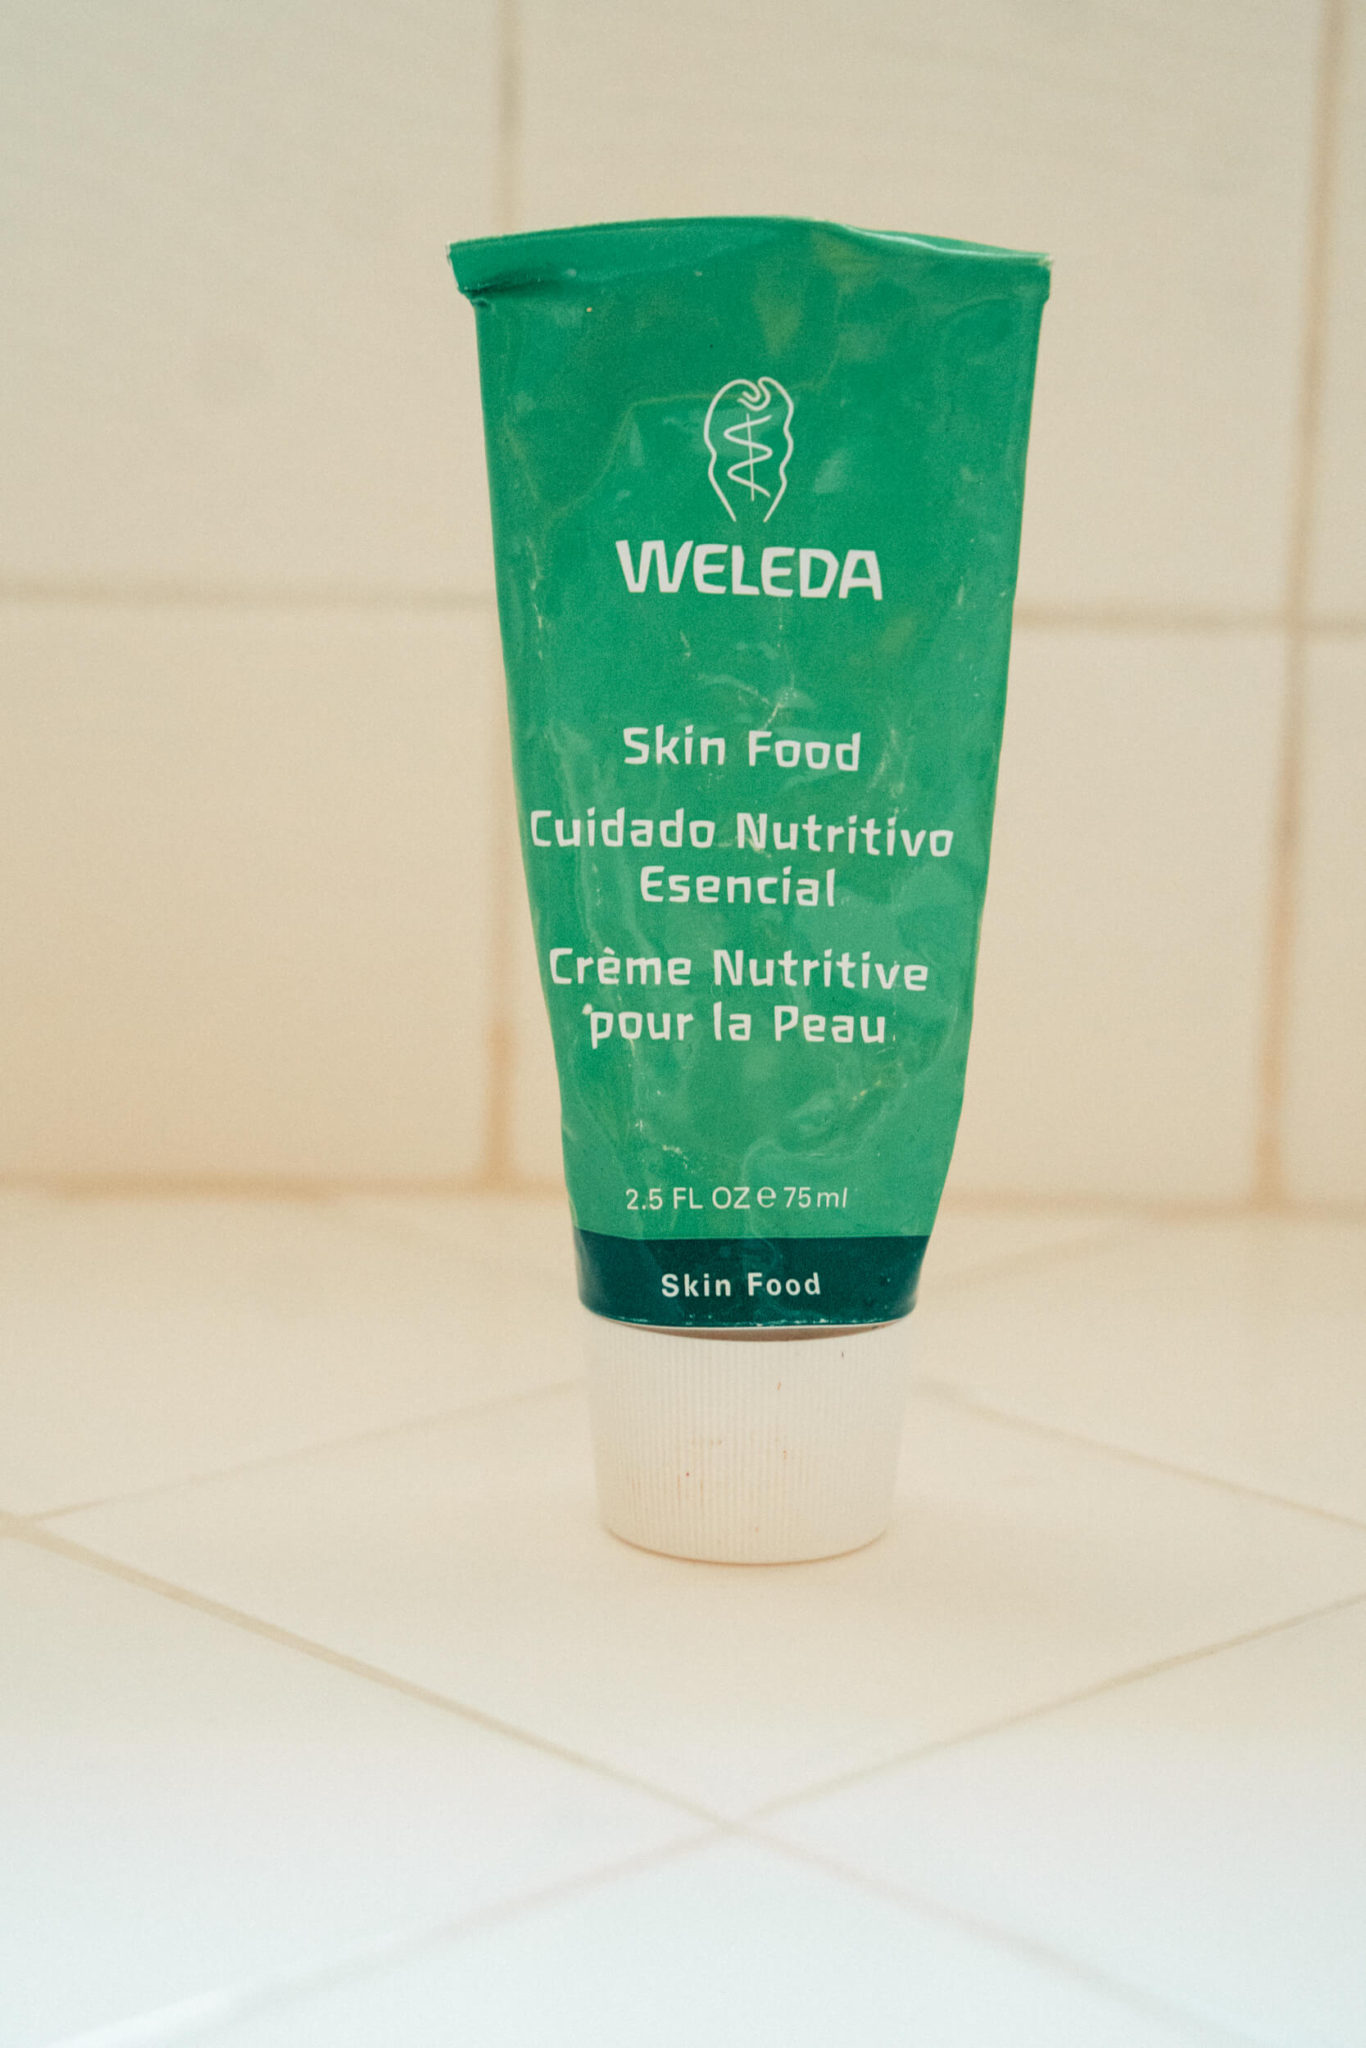 WELEDA
Skin Food
Cuidado Nutritivo
Esencial
Crème Nutritive
pour la Peau
2.5 FL OZ ℮ 75 ml
Skin Food